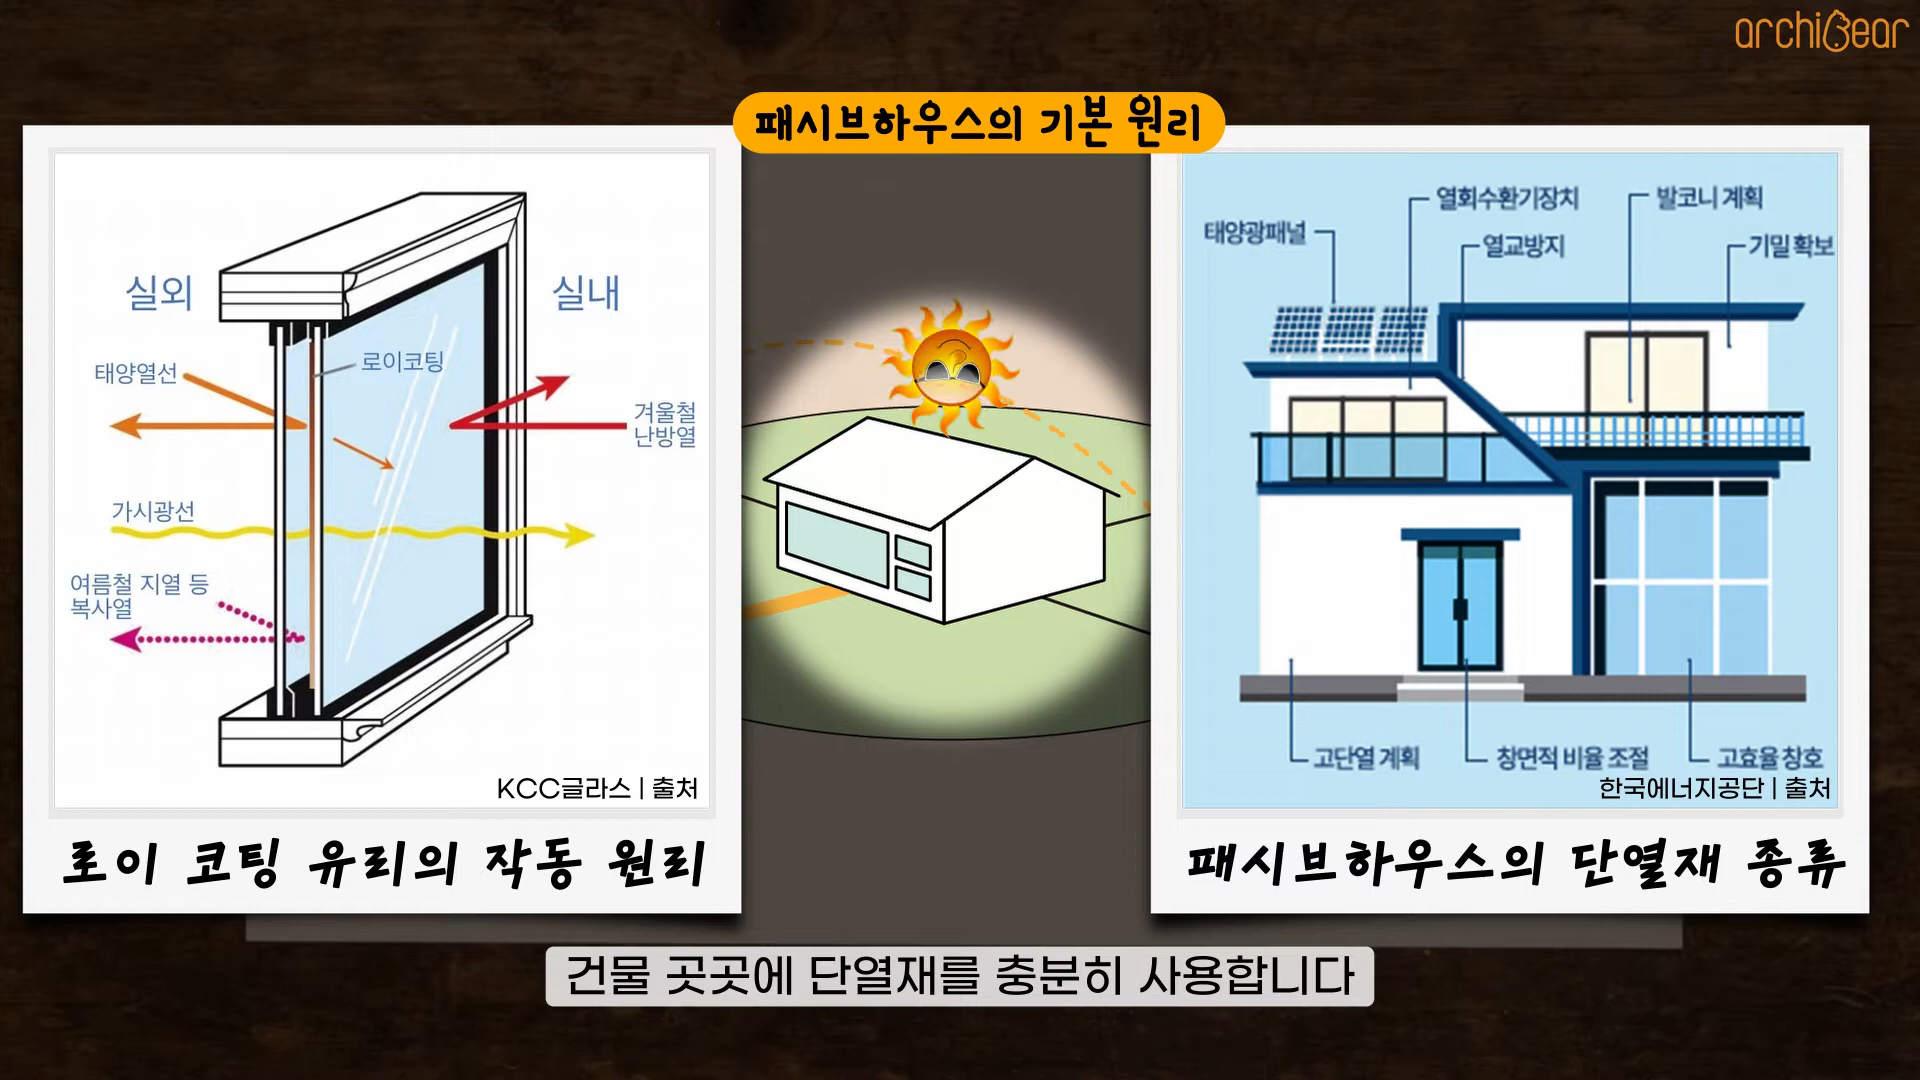 archiBear
패시브하우스의 기본 원리
실외
실내
태양열선
로이코팅
겨울철
난방열
가시광선
여름철 지열 등
복사열
KCC글라스 | 출처
로이 코팅 유리의 작동 원리
열회수환기장치
발코니 계획
태양광패널
열교방지
기밀 확보
고단열 계획
창면적 비율 조절
고효율 창호
한국에너지공단 | 출처
패시브하우스의 단열재 종류
건물 곳곳에 단열재를 충분히 사용합니다